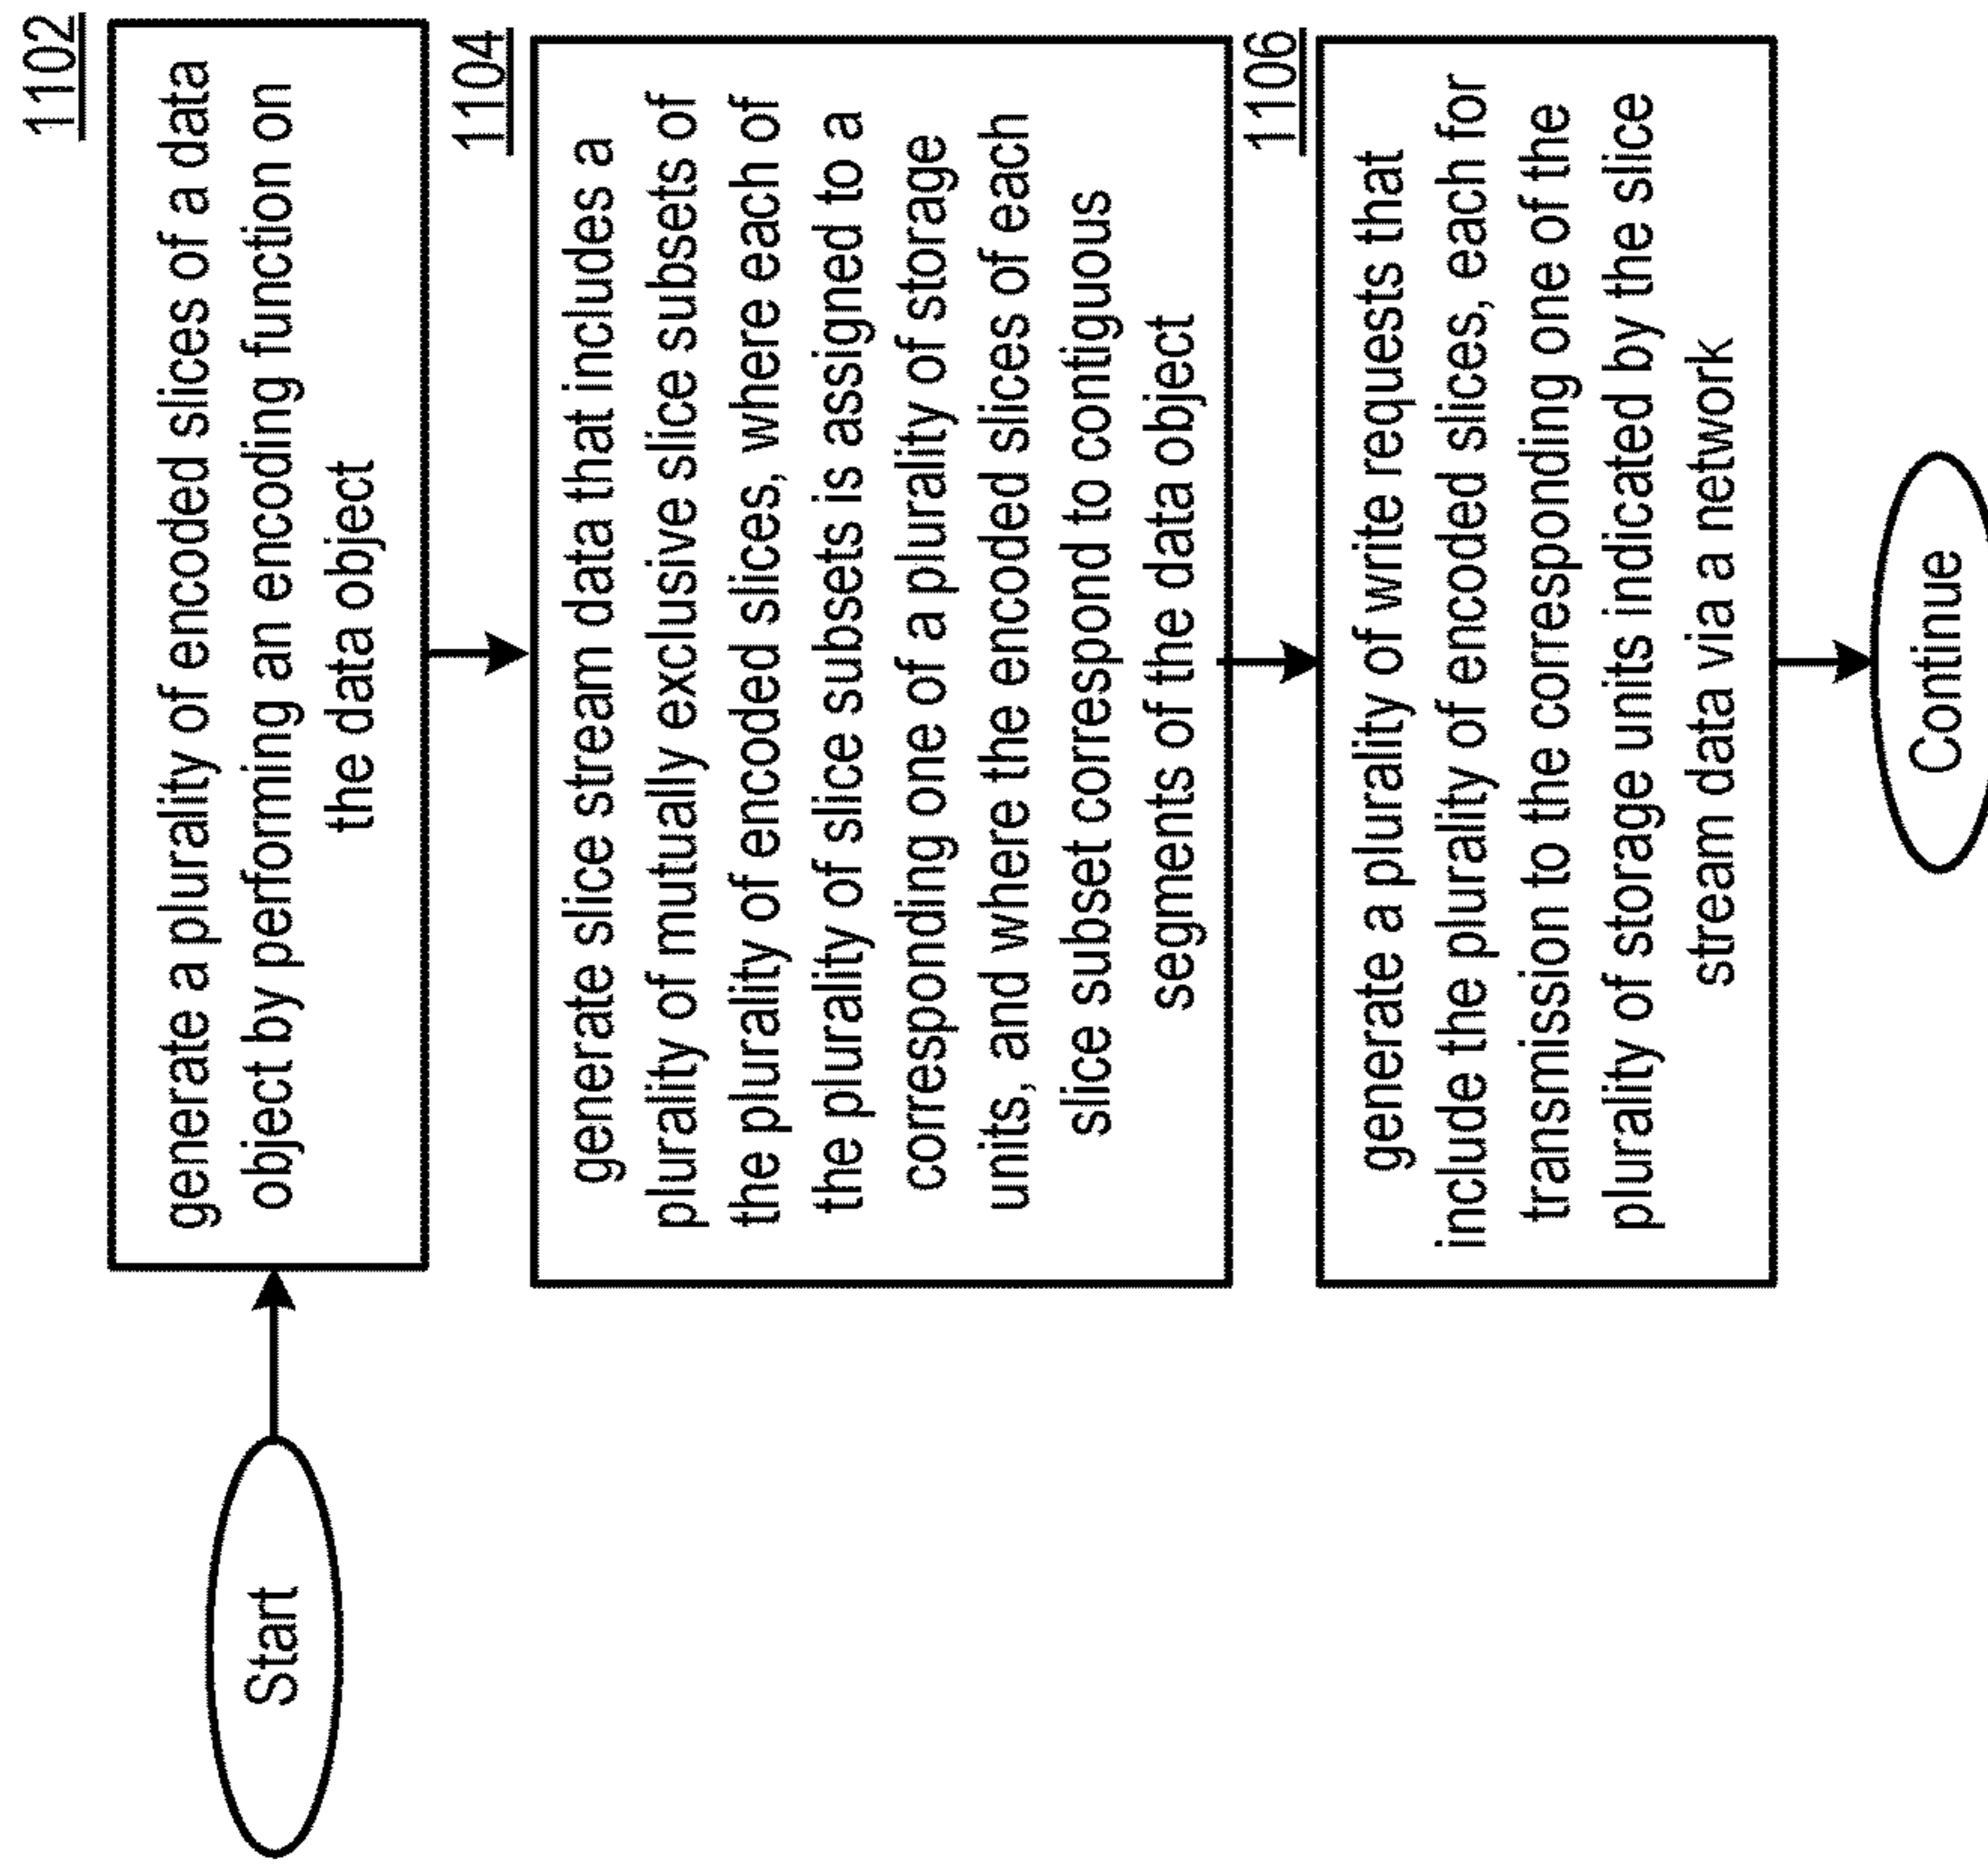 Start
1102
generate a plurality of encoded slices of a data
object by performing an encoding function on
the data object
1104
generate slice stream data that includes a
plurality of mutually exclusive slice subsets of
the plurality of encoded slices, where each of
the plurality of slice subsets is assigned to a
corresponding one of a plurality of storage
units, and where the encoded slices of each
slice subset correspond to contiguous
segments of the data object
1106
generate a plurality of write requests that
include the plurality of encoded slices, each for
transmission to the corresponding one of the
plurality of storage units indicated by the slice
stream data via a network
Continue